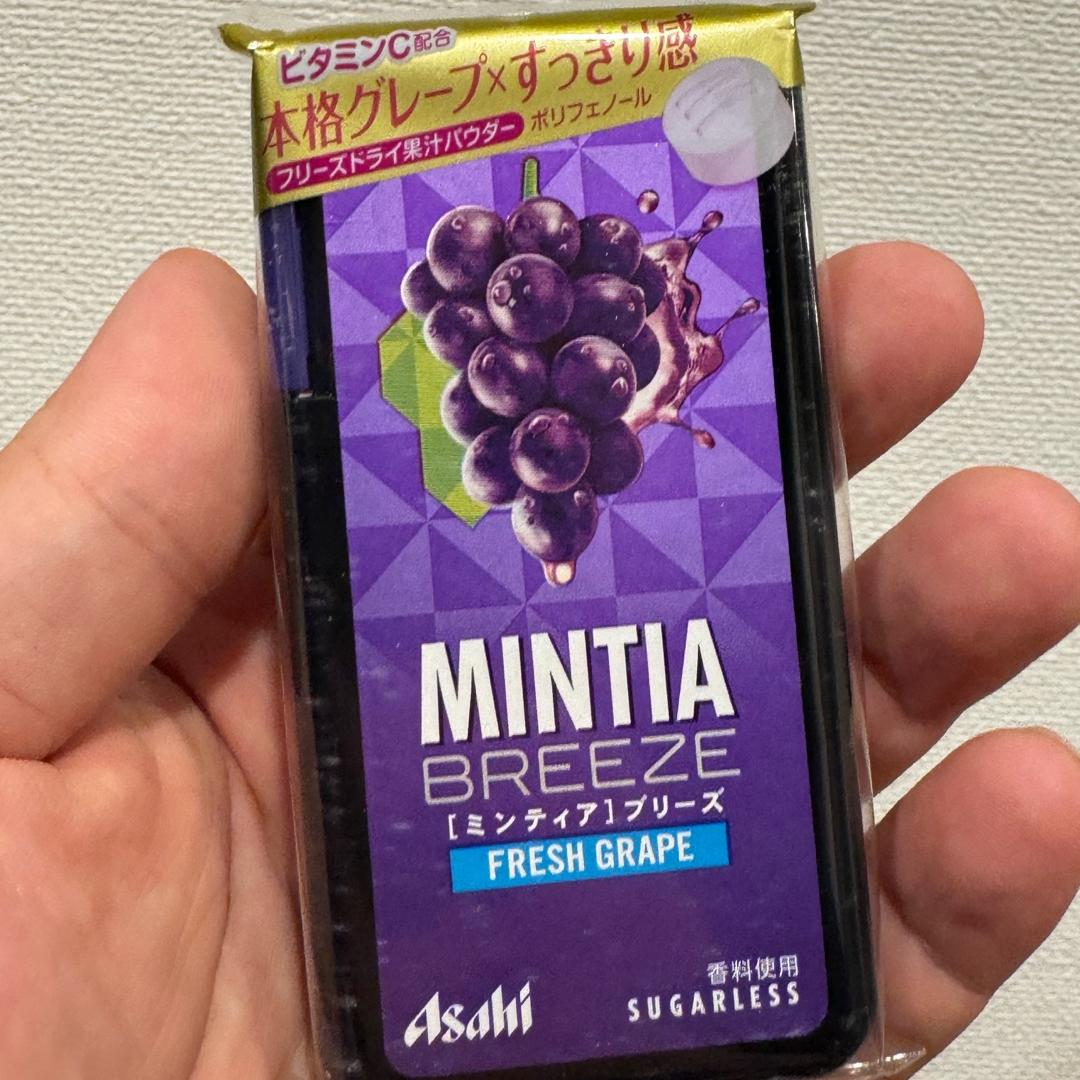 ビタミンC配合
本格グレープ×すっきり感
フリーズドライ果汁パウダー ポリフェノール
MINTIA
BREEZE
[ミンティア]ブリーズ
FRESH GRAPE
香料使用
Asahi SUGARLESS